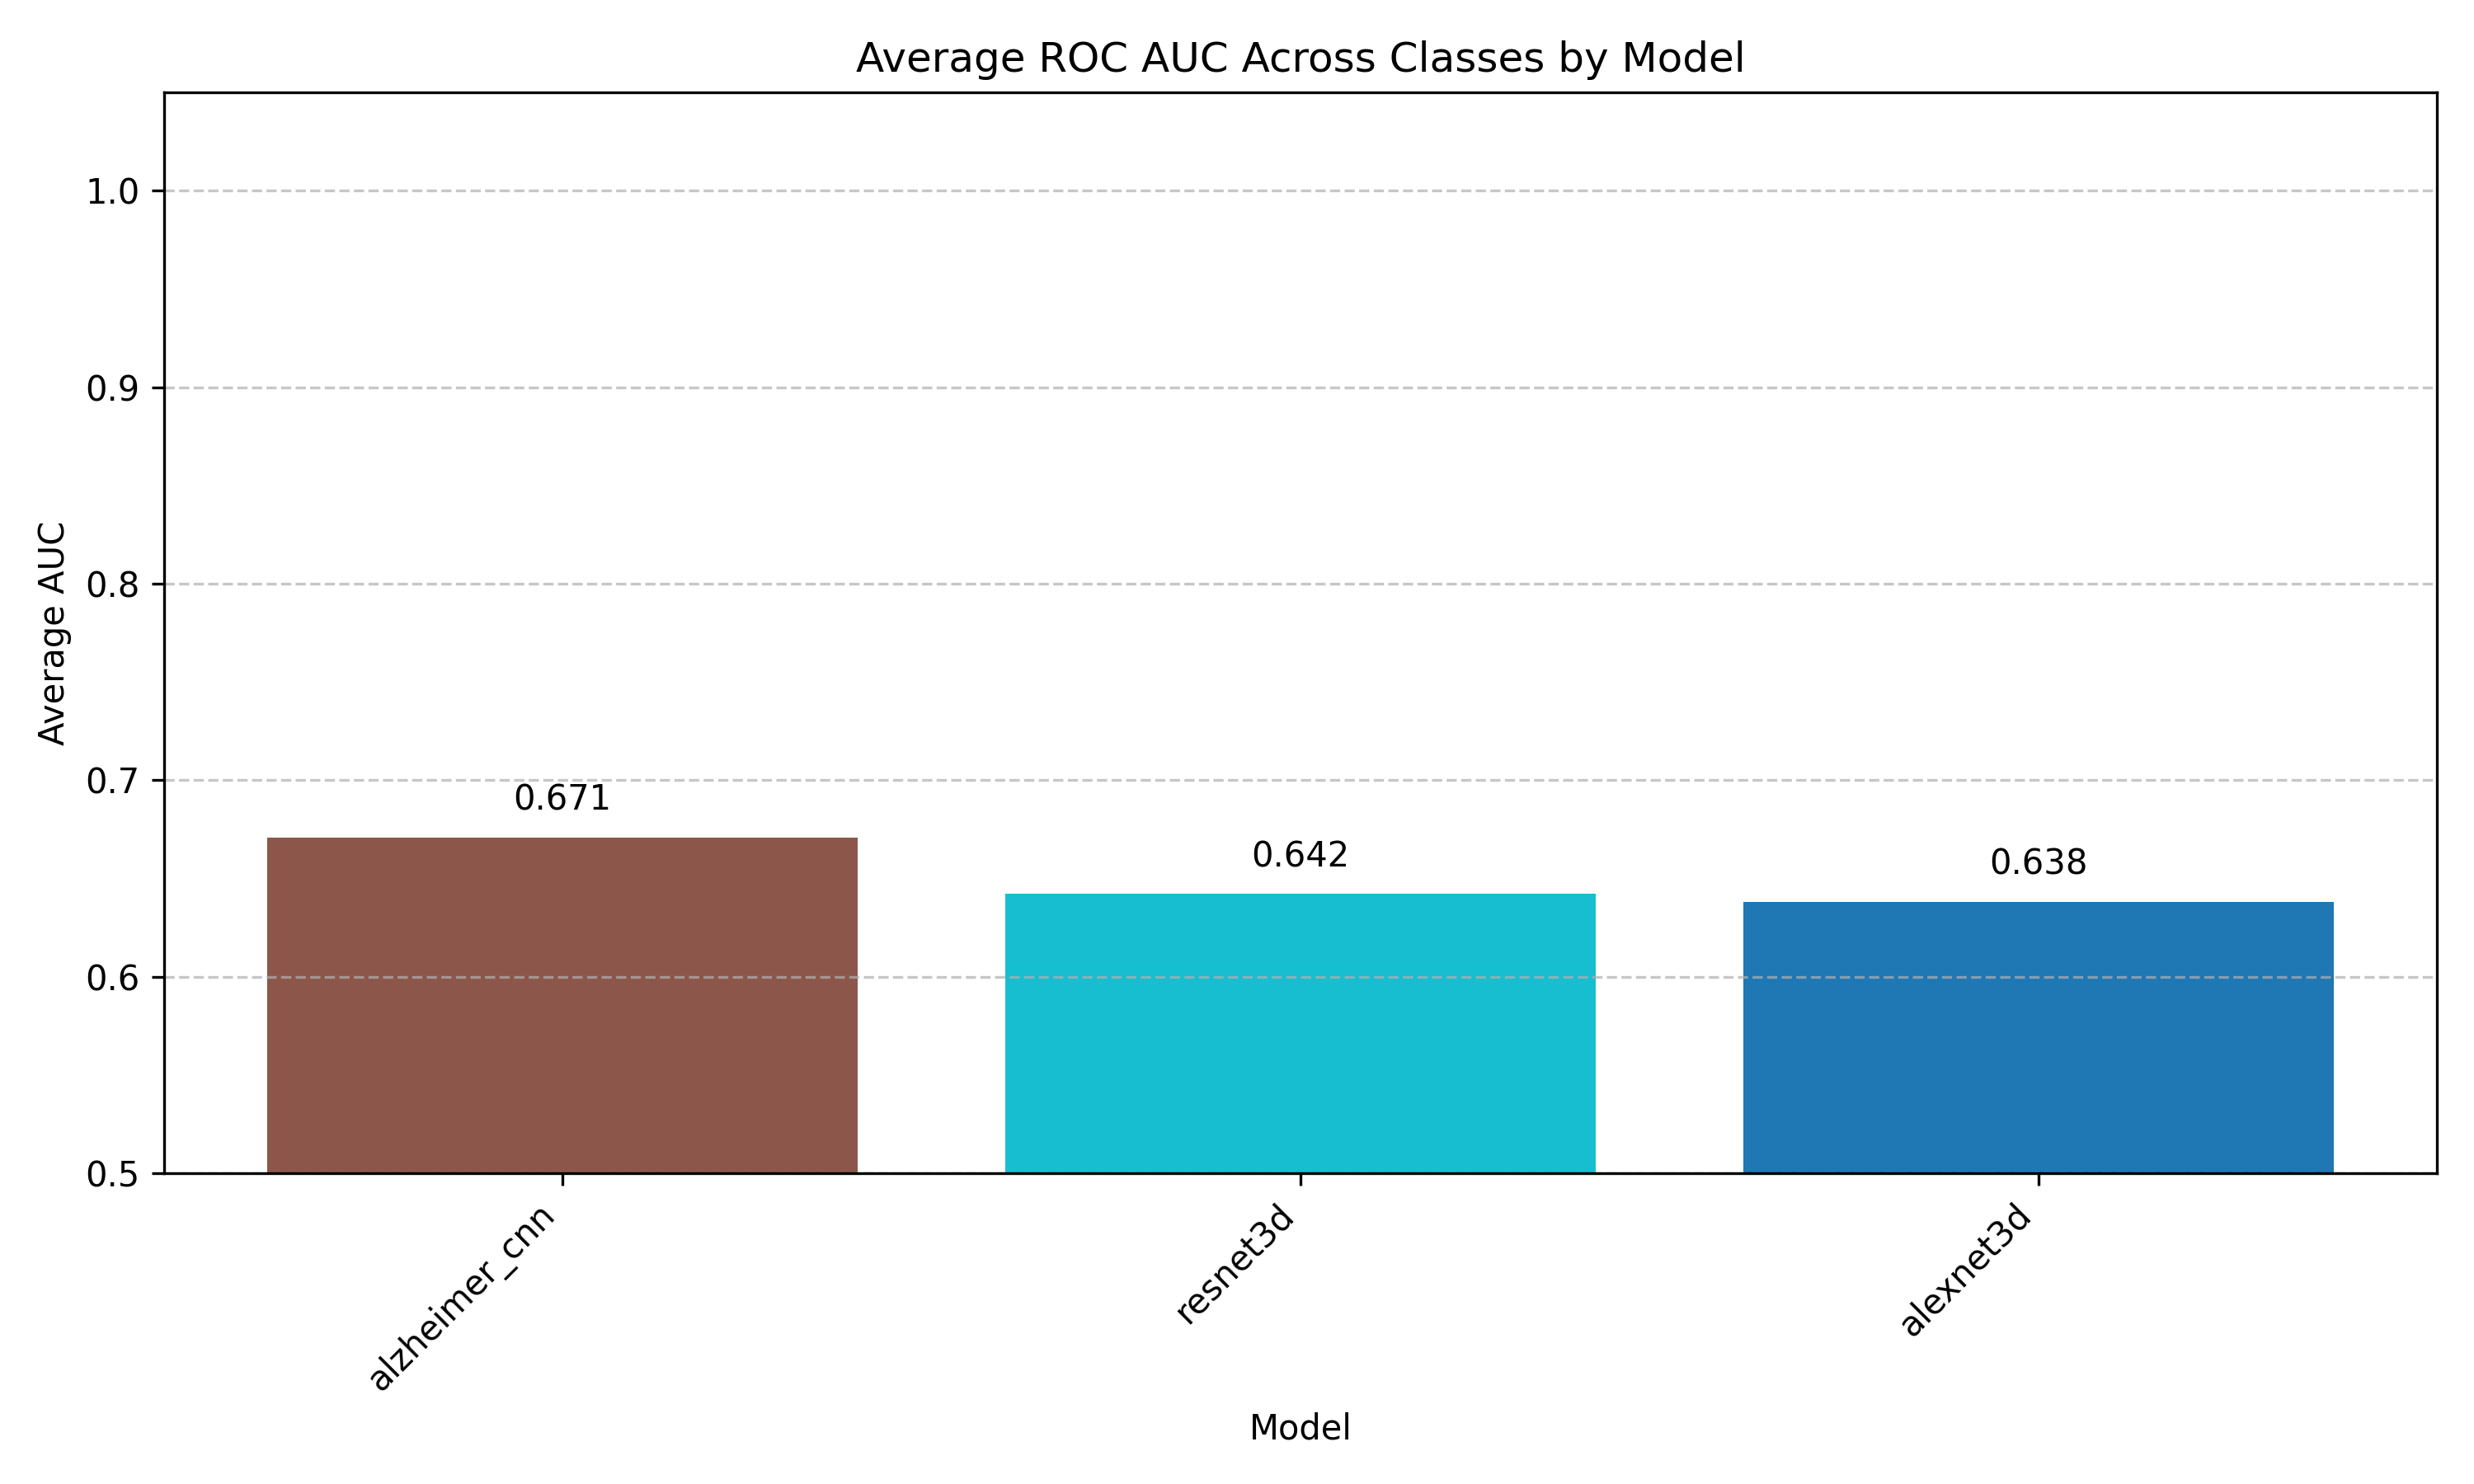 Average ROC AUC Across Classes by Model
Average AUC
1.0
0.9
0.8
0.7
0.6
0.5
0.671
0.642
0.638
alzheimer_cnn
resnet3d
alexnet3d
Model